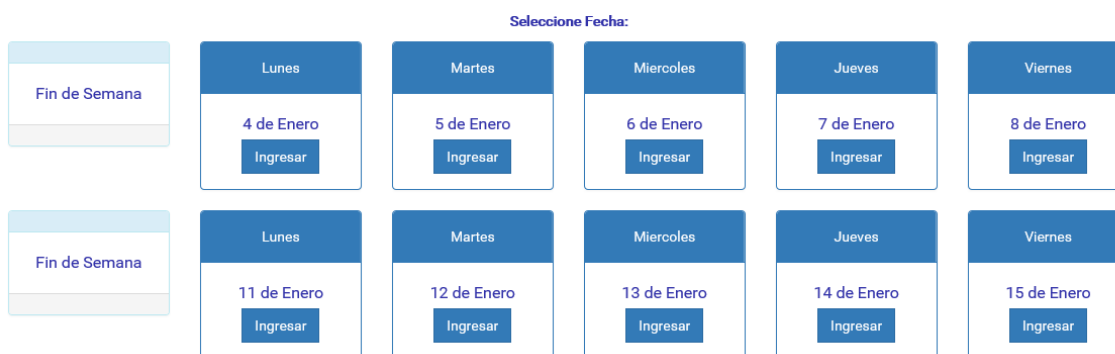 Seleccione Fecha:
Fin de Semana
Lunes
4 de Enero
Ingresar
Martes
5 de Enero
Ingresar
Miercoles
6 de Enero
Ingresar
Jueves
7 de Enero
Ingresar
Viernes
8 de Enero
Ingresar
Fin de Semana
Lunes
11 de Enero
Ingresar
Martes
12 de Enero
Ingresar
Miercoles
13 de Enero
Ingresar
Jueves
14 de Enero
Ingresar
Viernes
15 de Enero
Ingresar